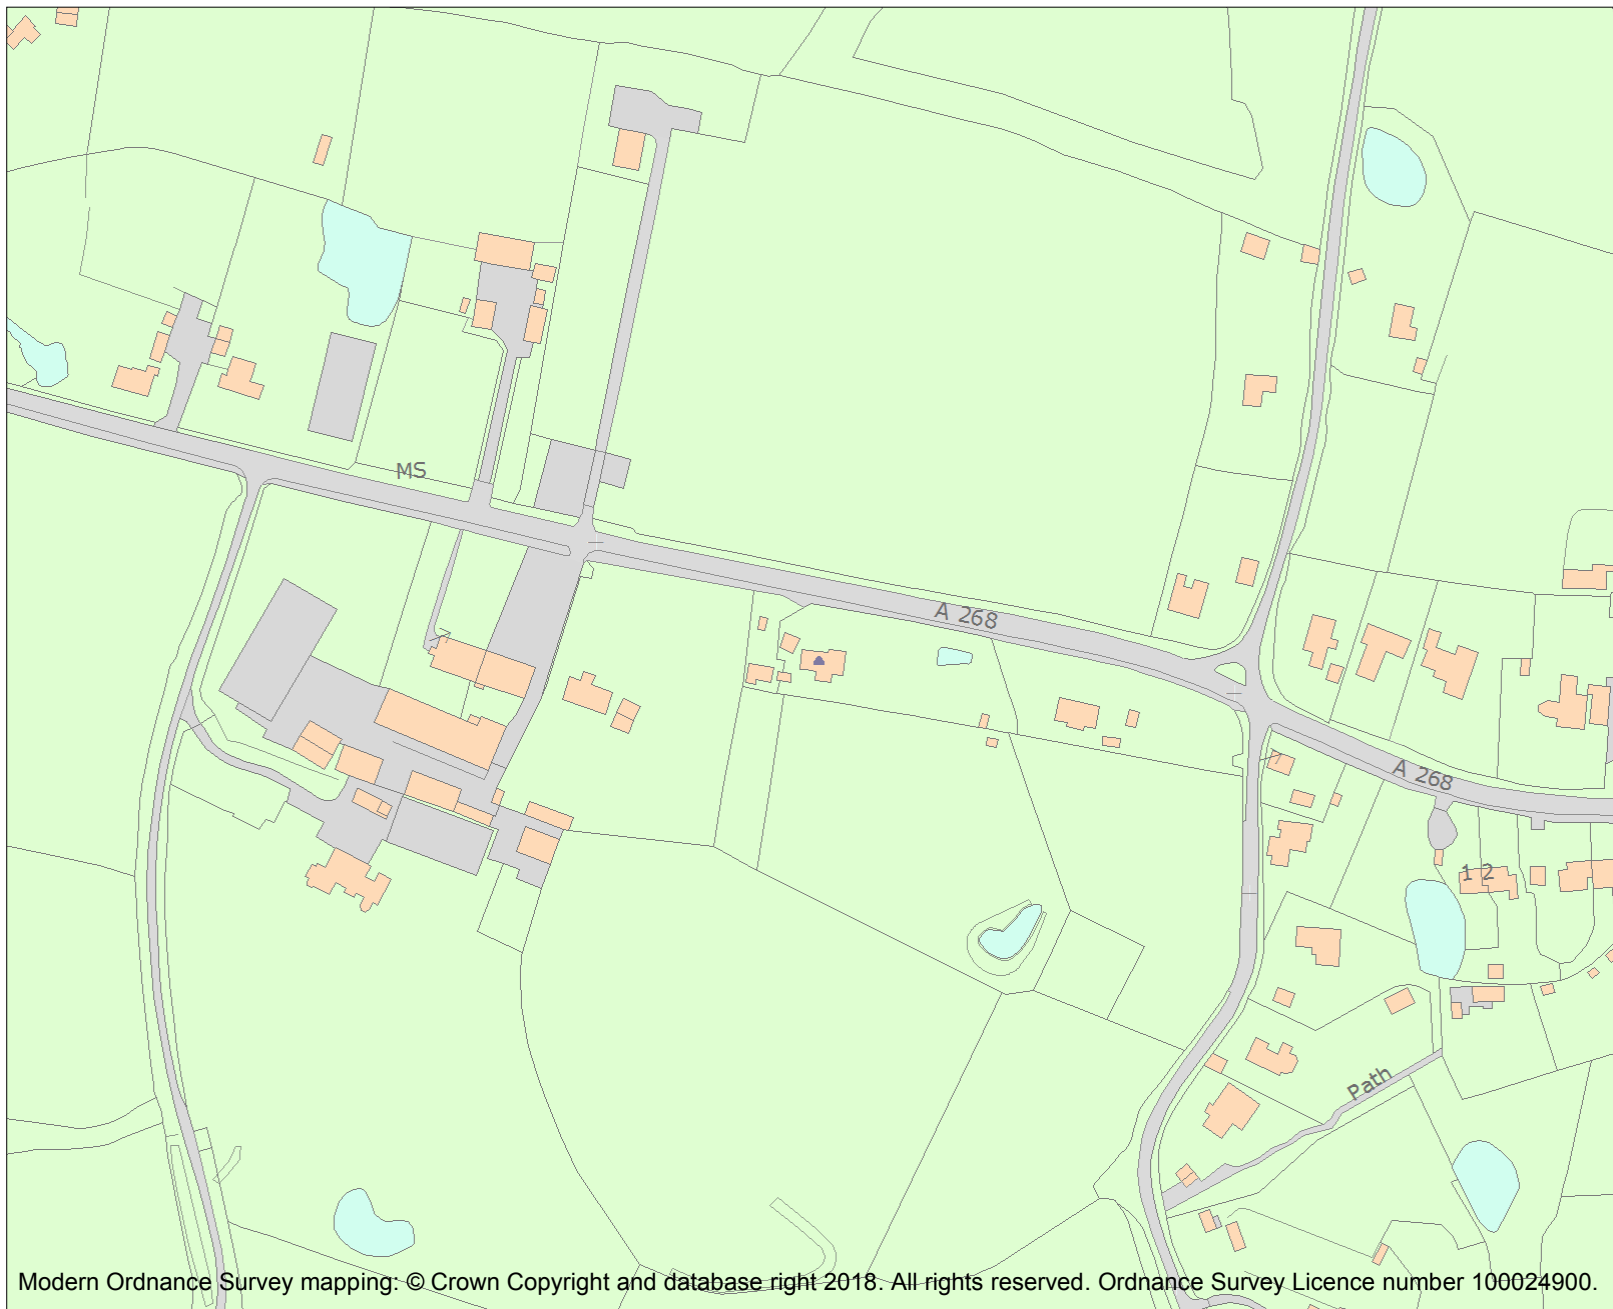 MS
A 268
A 268
1 2
Path
Modern Ordnance Survey mapping: © Crown Copyright and database right 2018. All rights reserved. Ordnance Survey Licence number 100024900.